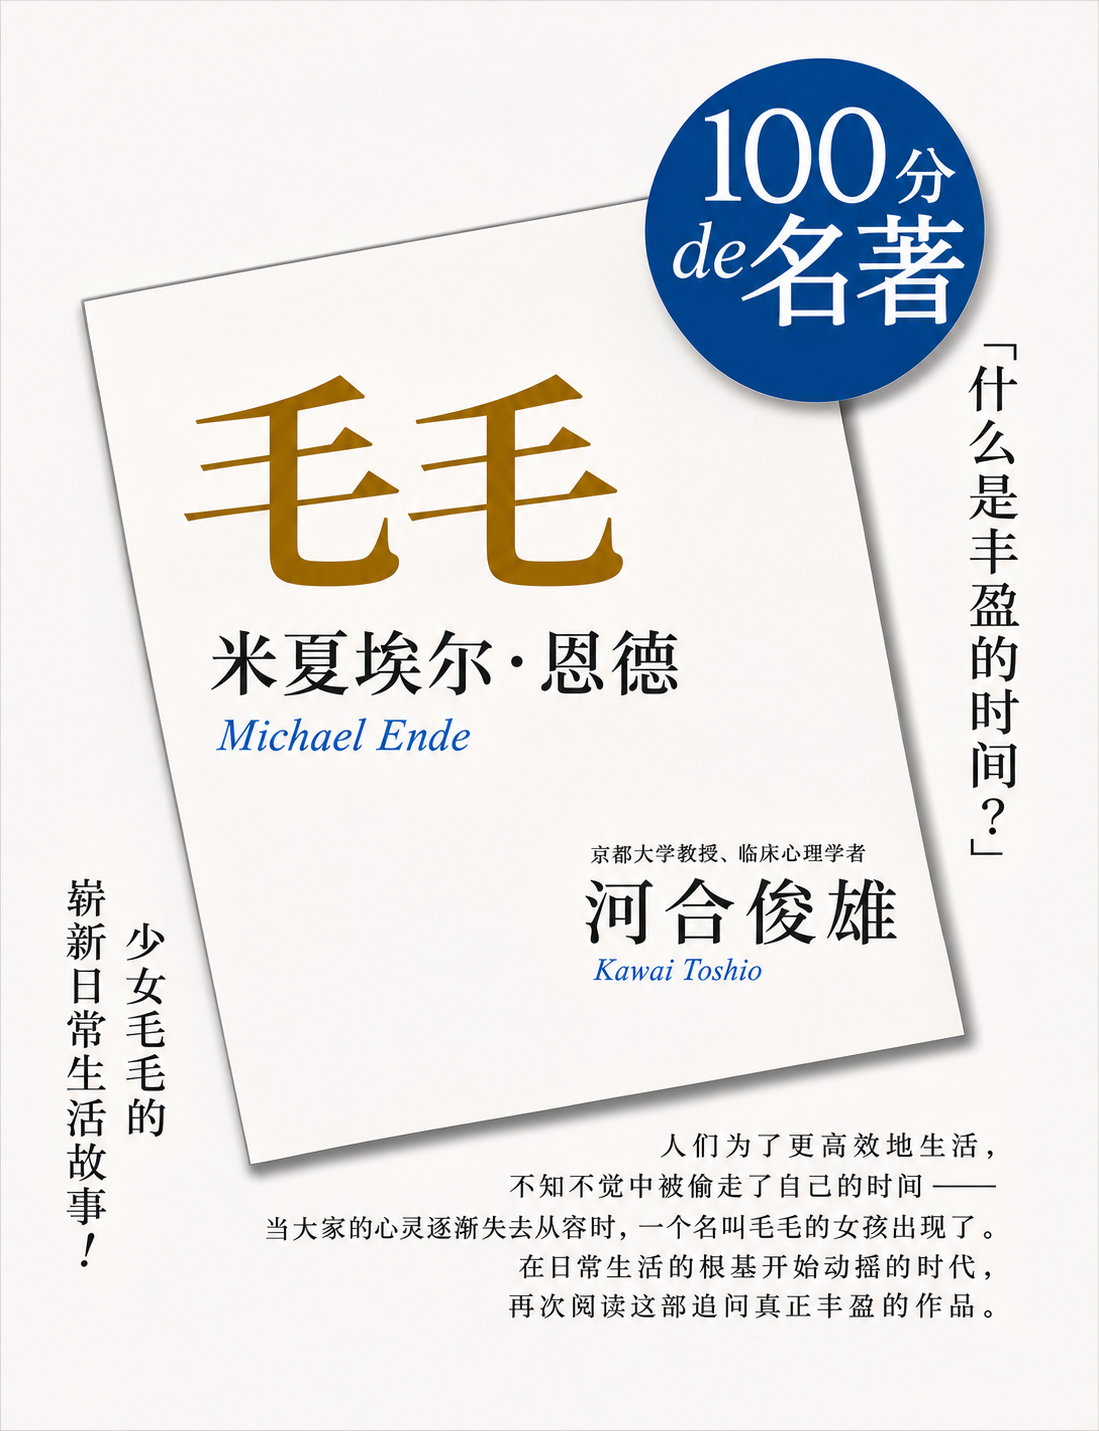 100分
de名著
「什么是丰盈的时间？」
毛毛
米夏埃尔·恩德
Michael Ende
京都大学教授、临床心理学者
河合俊雄
Kawai Toshio
少女毛毛的
崭新日常生活故事！
人们为了更高效地生活，
不知不觉中被偷走了自己的时间——
当大家的心灵逐渐失去从容时，一个名叫毛毛的女孩出现了。
在日常生活的根基开始动摇的时代，
再次阅读这部追问真正丰盈的作品。